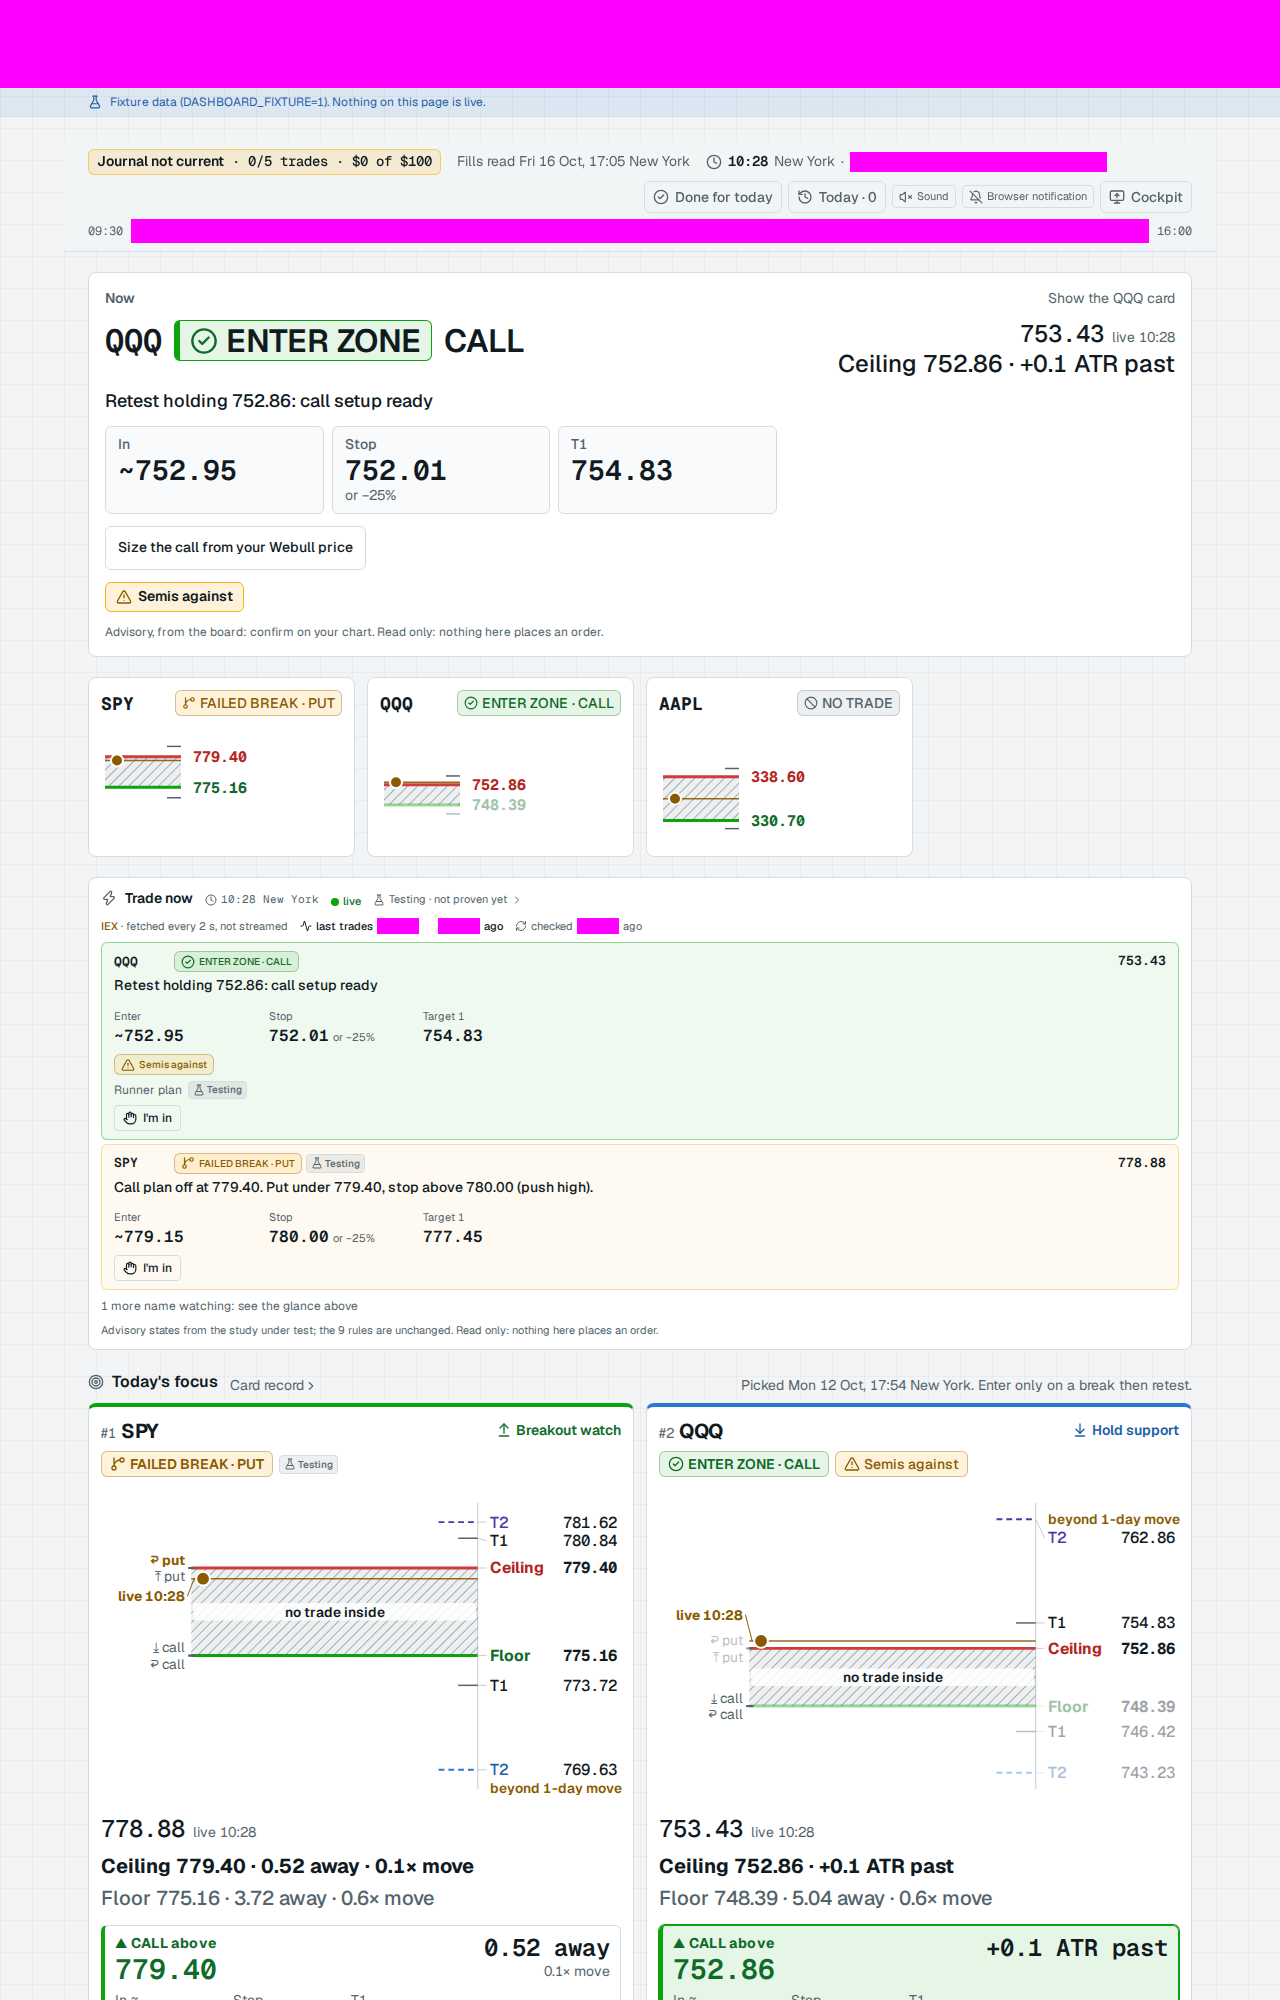 Fixture data (DASHBOARD_FIXTURE=1). Nothing on this page is live.
Journal not current · 0/5 trades · $0 of $100 Fills read Fri 16 Oct, 17:05 New York 10:28 New York ·
Done for today Today · 0 Sound Browser notification Cockpit
09:30 16:00
Now Show the QQQ card
QQQ ENTER ZONE CALL 753.43 live 10:28
Ceiling 752.86 · +0.1 ATR past
Retest holding 752.86: call setup ready
In Stop T1
~752.95 752.01 754.83
or −25%
Size the call from your Webull price
Semis against
Advisory, from the board: confirm on your chart. Read only: nothing here places an order.
SPY FAILED BREAK · PUT QQQ ENTER ZONE · CALL AAPL NO TRADE
779.40
775.16
752.86
748.39
338.60
330.70
Trade now 10:28 New York live Testing · not proven yet
IEX · fetched every 2 s, not streamed last trades ago checked ago
QQQ ENTER ZONE · CALL 753.43
Retest holding 752.86: call setup ready
Enter Stop Target 1
~752.95 752.01 or −25% 754.83
Semis against
Runner plan Testing
I'm in
SPY FAILED BREAK · PUT Testing 778.88
Call plan off at 779.40. Put under 779.40, stop above 780.00 (push high).
Enter Stop Target 1
~779.15 780.00 or −25% 777.45
I'm in
1 more name watching: see the glance above
Advisory states from the study under test; the 9 rules are unchanged. Read only: nothing here places an order.
Today's focus Card record Picked Mon 12 Oct, 17:54 New York. Enter only on a break then retest.
#1 SPY Breakout watch
FAILED BREAK · PUT Testing
T2 781.62
T1 780.84
put
Ceiling 779.40
put
live 10:28
no trade inside
call
Floor 775.16
call
T1 773.72
T2 769.63
beyond 1-day move
778.88 live 10:28
Ceiling 779.40 · 0.52 away · 0.1× move
Floor 775.16 · 3.72 away · 0.6× move
▲ CALL above 0.52 away
779.40 0.1× move
In ~ Stop T1
#2 QQQ Hold support
ENTER ZONE · CALL Semis against
beyond 1-day move
T2 762.86
live 10:28
T1 754.83
put
Ceiling 752.86
put
no trade inside
call
Floor 748.39
call
T1 746.42
T2 743.23
753.43 live 10:28
Ceiling 752.86 · +0.1 ATR past
Floor 748.39 · 5.04 away · 0.6× move
▲ CALL above +0.1 ATR past
752.86
In ~ Stop T1